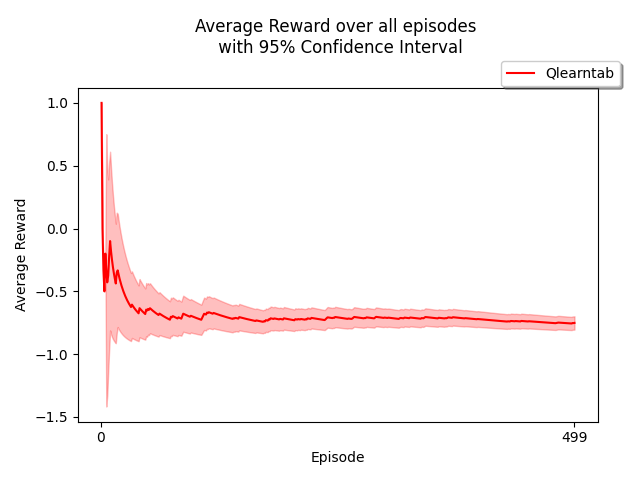 Average Reward over all episodes
with 95% Confidence Interval
Qlearntab
1.0
0.5
0.0
−0.5
−1.0
−1.5
Average Reward
0
499
Episode